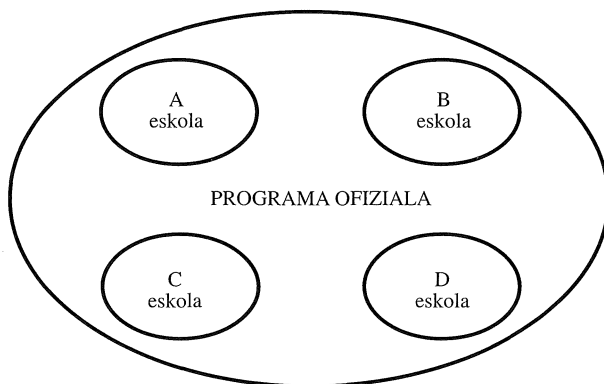 A
eskola
B
eskola
PROGRAMA OFIZIALA
C
eskola
D
eskola